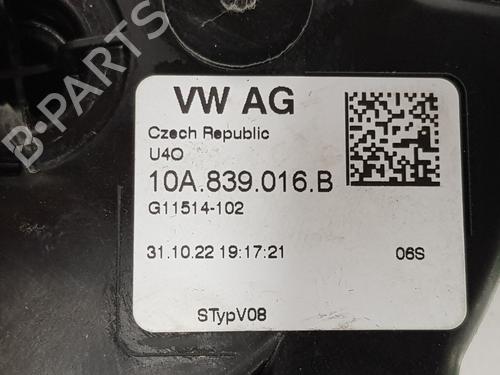 B-PARTS
VW AG
Czech Republic
U4O
10A.839.016.B
G11514-102
31.10.22 19:17:21 06S
STypV08